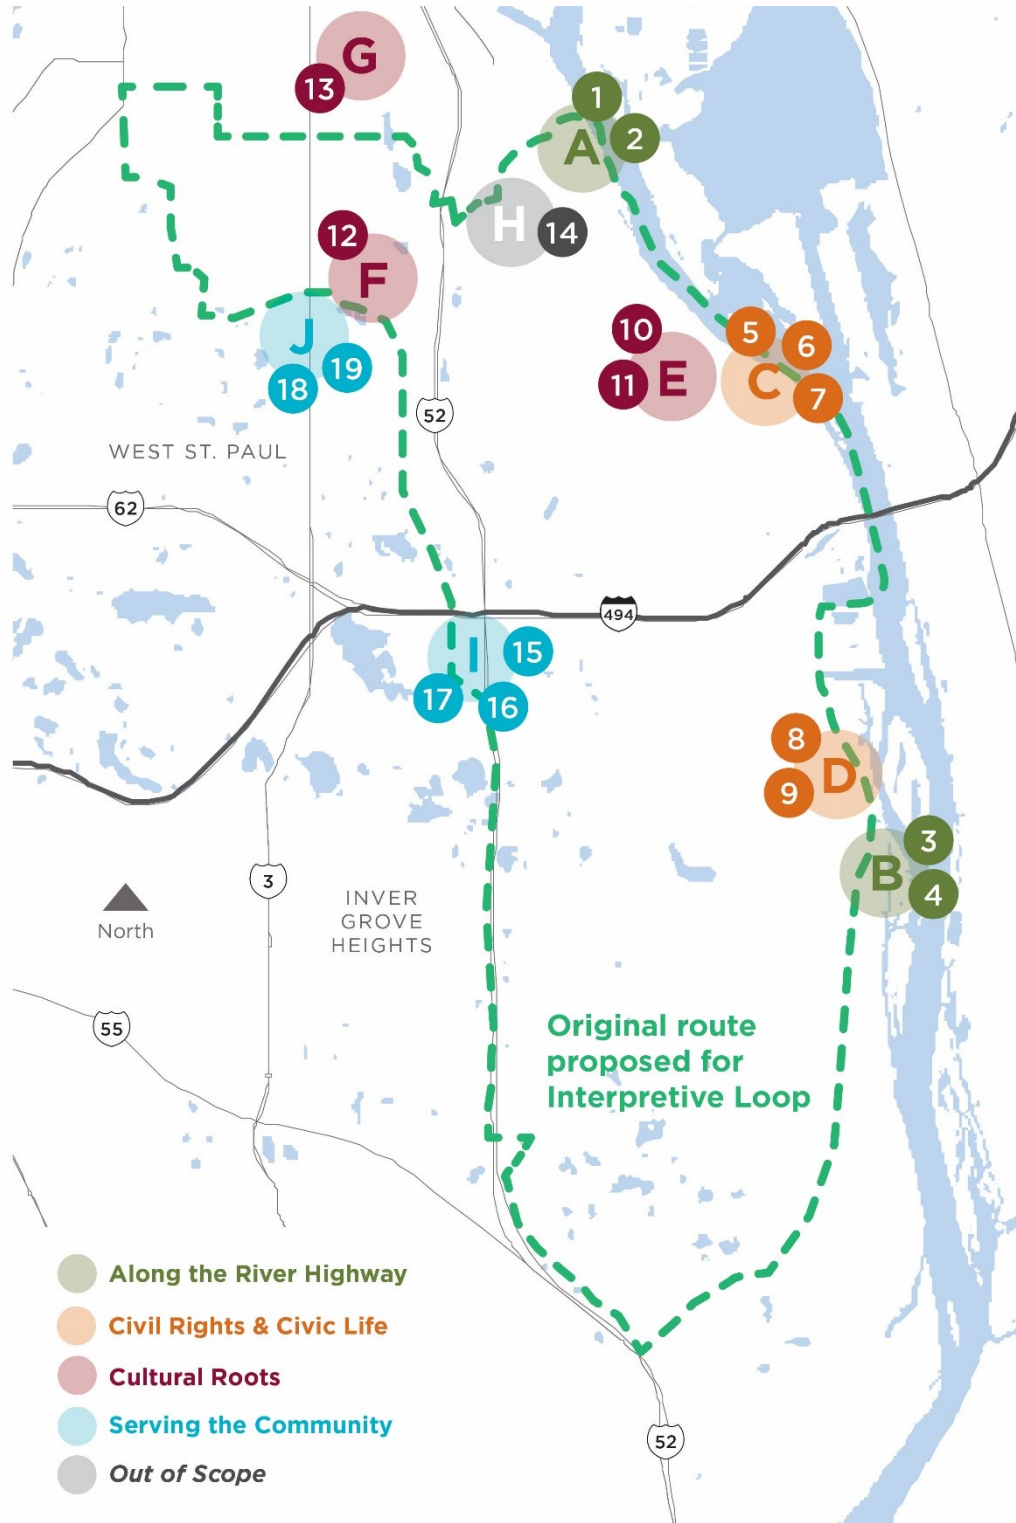 G
13
1
A
2
H
14
12
F
J
19
18
10
11
E
5
6
C
7
52
WEST ST. PAUL
62
494
I
15
17
16
8
D
9
3
B
4
3
North
INVER
GROVE
HEIGHTS
55
Original route
proposed for
Interpretive Loop
Along the River Highway
Civil Rights & Civic Life
Cultural Roots
Serving the Community
Out of Scope
52